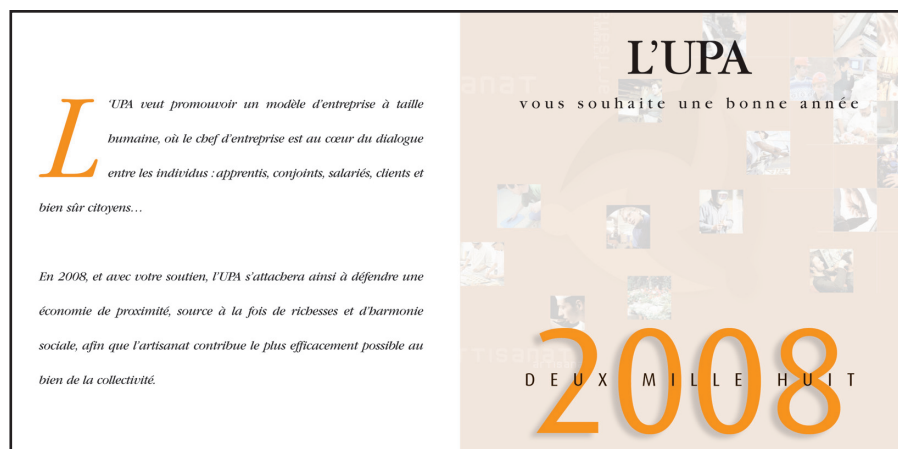 L'UPA veut promouvoir un modèle d'entreprise à taille
humaine, où le chef d'entreprise est au cœur du dialogue
entre les individus : apprentis, conjoints, salariés, clients et
bien sûr citoyens…
En 2008, et avec votre soutien, l'UPA s'attachera ainsi à défendre une
économie de proximité, source à la fois de richesses et d'harmonie
sociale, afin que l'artisanat contribue le plus efficacement possible au
bien de la collectivité.
L'UPA
vous souhaite une bonne année
2008
DEUX MILLE HUIT